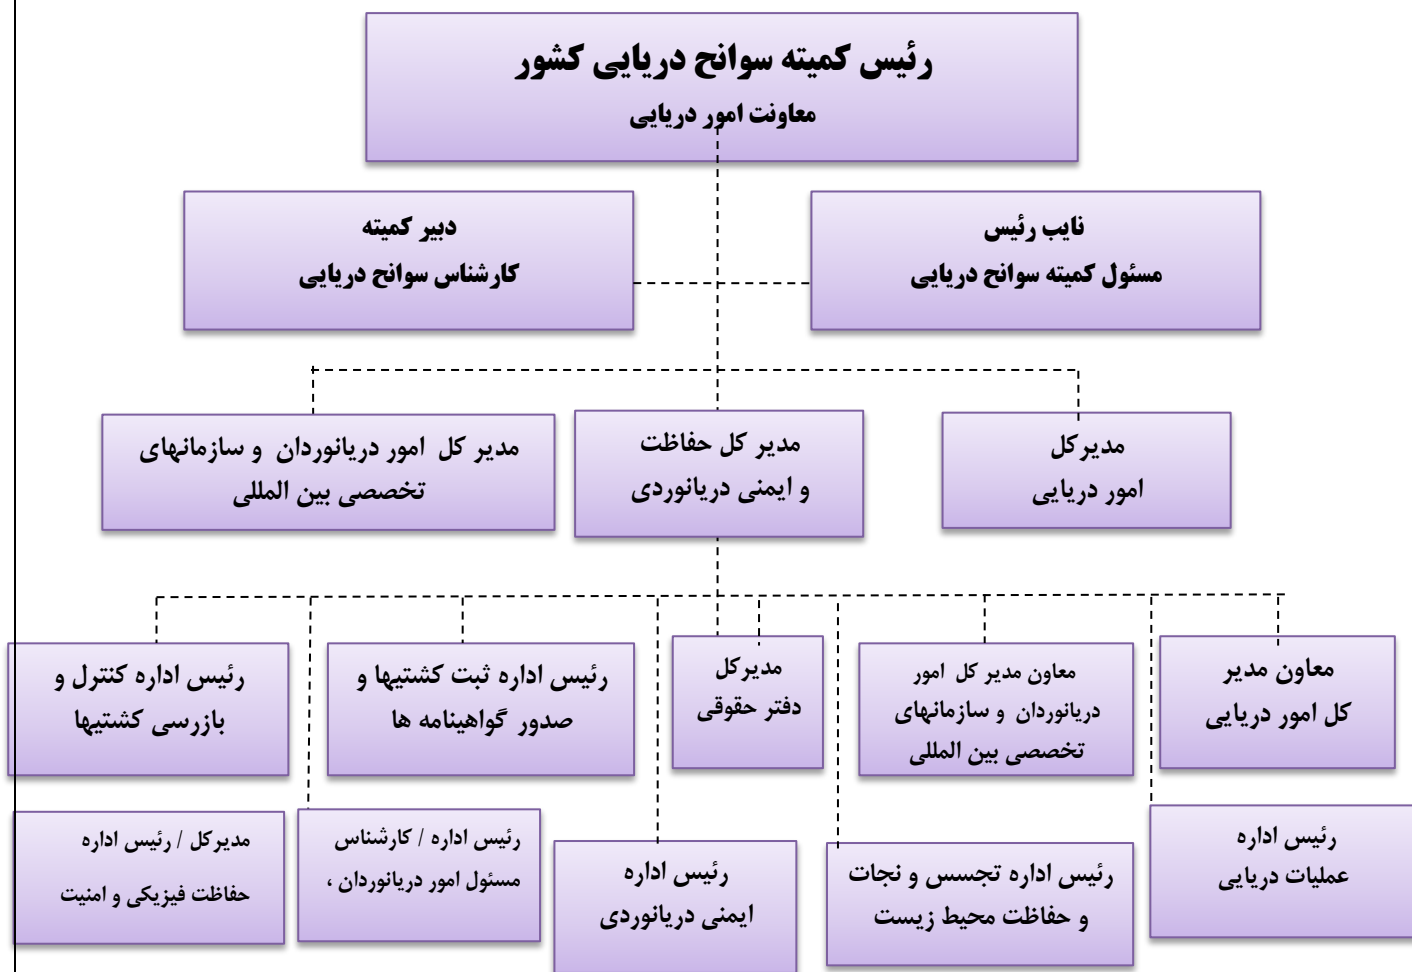 رئیس کمیته سوانح دریایی کشور
معاونت امور دریایی
نایب رئیس
مسئول کمیته سوانح دریایی
دبیر کمیته
کارشناس سوانح دریایی
مدیرکل
امور دریایی
مدیر کل حفاظت
و ایمنی دریانوردی
مدیر کل امور دریانوردان و سازمانهای
تخصصی بین المللی
معاون مدیر
کل امور دریایی
معاون مدیر کل امور
دریانوردان و سازمانهای
تخصصی بین المللی
مدیرکل
دفتر حقوقی
رئیس اداره ثبت کشتیها و
صدور گواهینامه ها
رئیس اداره کنترل و
بازرسی کشتیها
رئیس اداره
عملیات دریایی
رئیس اداره تجسس و نجات
و حفاظت محیط زیست
رئیس اداره
ایمنی دریانوردی
رئیس اداره / کارشناس
مسئول امور دریانوردان ،
مدیرکل / رئیس اداره
حفاظت فیزیکی و امنیت